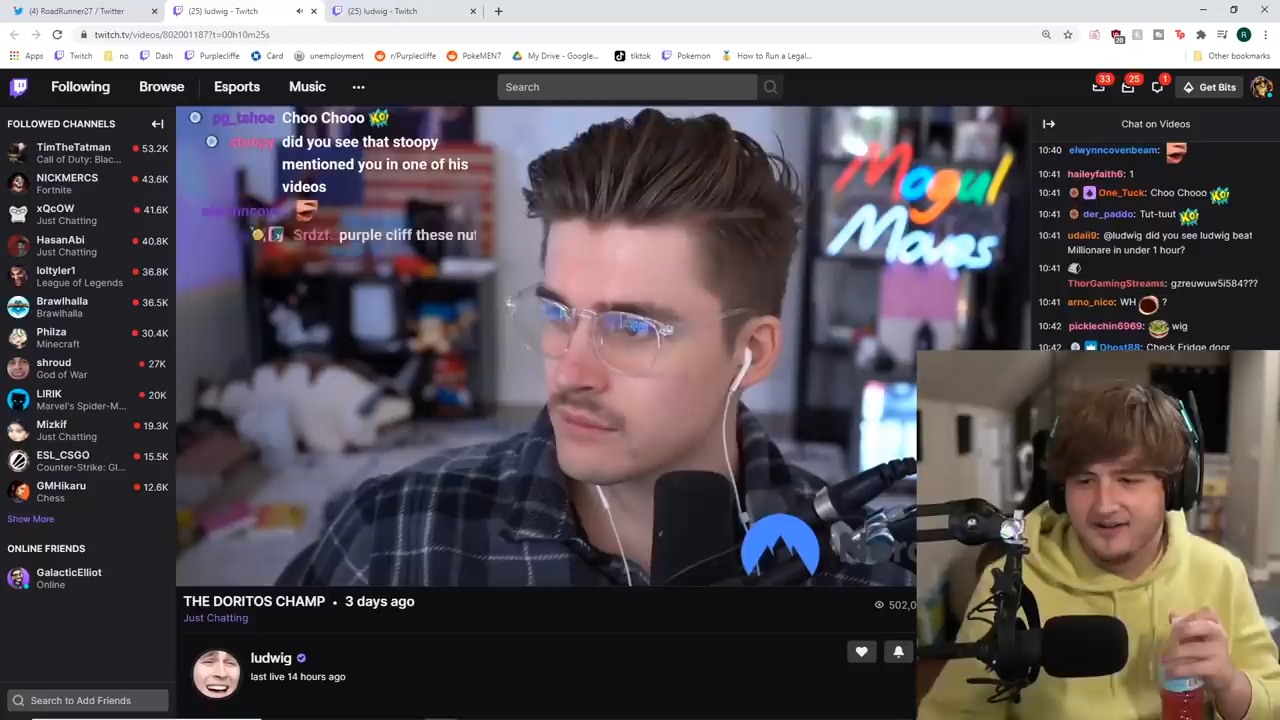 (4) RoadRunner27 / Twitter
(25) ludwig - Twitch
(25) ludwig - Twitch
twitch.tv/videos/802001187?t=00h10m25s
Apps
Twitch
no
Dash
Purplecliffe
Card
unemployment
r/Purplecliffe
PokeMEN7
My Drive - Google...
tiktok
Pokemon
How to Run a Legal...
Other bookmarks
Following
Browse
Esports
Music
Search
33
25
1
Get Bits
FOLLOWED CHANNELS
TimTheTatman 53.2K
Call of Duty: Blac...
NICKMERCS 43.6K
Fortnite
xQcOW 41.6K
Just Chatting
HasanAbi 40.8K
Just Chatting
loltyler1 36.8K
League of Legends
Brawlhalla 36.5K
Brawlhalla
Philza 30.4K
Minecraft
shroud 27K
God of War
LIRIK 20K
Marvel's Spider-M...
Mizkif 19.3K
Just Chatting
ESL_CSGO 15.5K
Counter-Strike: Gl...
GMHikaru 12.6K
Chess
Show More
ONLINE FRIENDS
GalacticElliot
Online
Search to Add Friends
pg_tahoe Choo Chooo
stoopy did you see that stoopy
mentioned you in one of his
videos
Srdzf.. purple cliff these nut
Mogul
Moves
THE DORITOS CHAMP • 3 days ago
Just Chatting
502,0
ludwig
last live 14 hours ago
Chat on Videos
10:40 elwynncovenbeam:
10:41 haileyfaith6: 1
10:41 One_Tuck: Choo Chooo
10:41 der_paddo: Tut-tuut
10:41 udaii9: @ludwig did you see ludwig beat
Millionare in under 1 hour?
10:41
ThorGamingStreams: gzreuwuw5i584???
10:41 arno_nico: WH ?
10:42 picklechin6969: wig
10:42 Dhost88: Check Fridge door